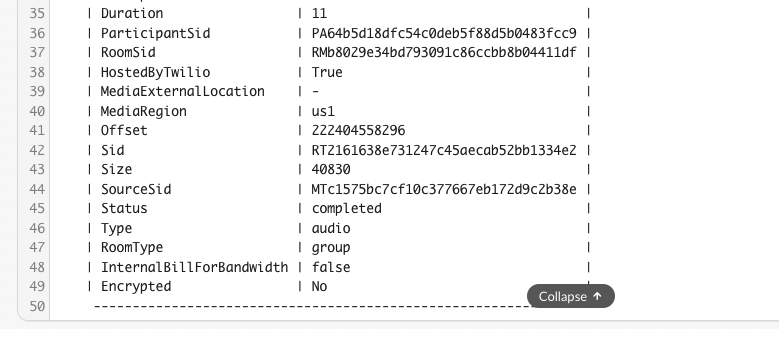 35 | Duration | 11 |
36 | ParticipantSid | PA64b5d18dfc54c0deb5f88d5b0483fcc9 |
37 | RoomSid | RMb8029e34bd793091c86ccbb8b04411df |
38 | HostedByTwilio | True |
39 | MediaExternalLocation | - |
40 | MediaRegion | us1 |
41 | Offset | 222404558296 |
42 | Sid | RT2161638e731247c45aecab52bb1334e2 |
43 | Size | 40830 |
44 | SourceSid | MTc1575bc7cf10c377667eb172d9c2b38e |
45 | Status | completed |
46 | Type | audio |
47 | RoomType | group |
48 | InternalBillForBandwidth | false |
49 | Encrypted | No |
Collapse ↑
50 ----------------------------------------------------------------